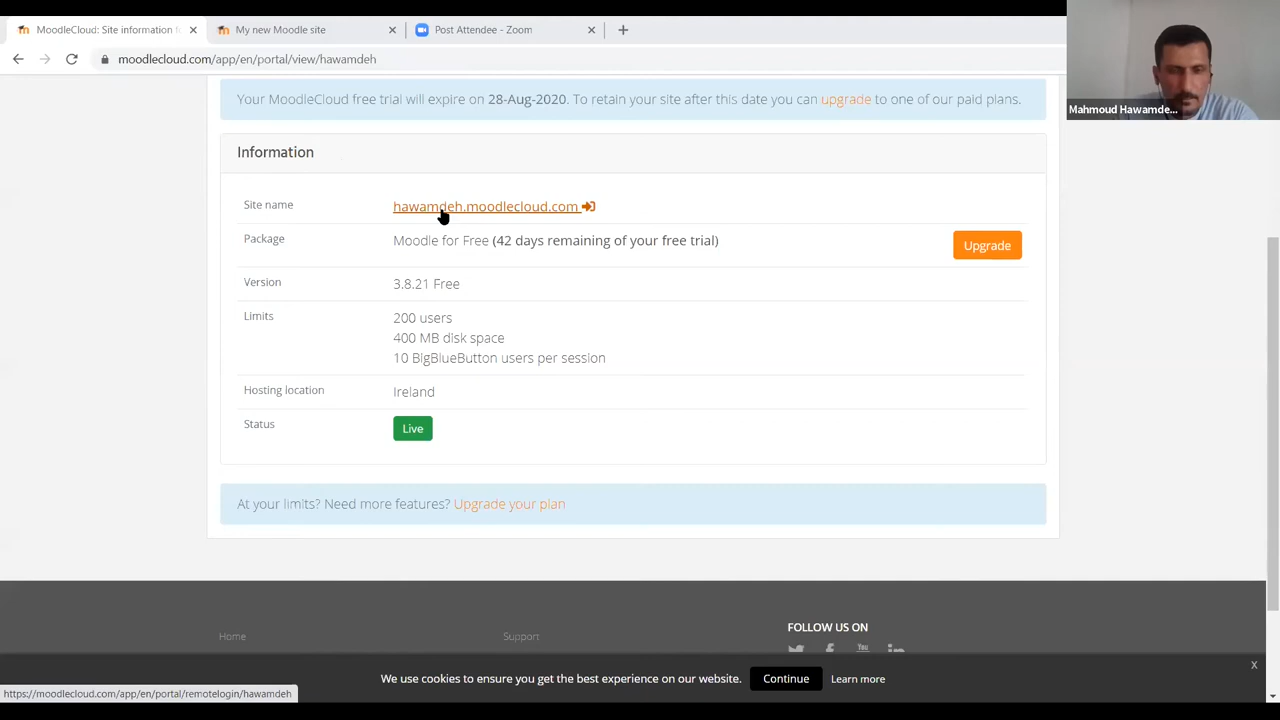 MoodleCloud: Site information f
My new Moodle site
Post Attendee - Zoom
moodlecloud.com/app/en/portal/view/hawamdeh
Mahmoud Hawamde...
Your MoodleCloud free trial will expire on 28-Aug-2020. To retain your site after this date you can upgrade to one of our paid plans.
Information
Site name hawamdeh.moodlecloud.com
Package Moodle for Free (42 days remaining of your free trial) Upgrade
Version 3.8.21 Free
Limits 200 users
400 MB disk space
10 BigBlueButton users per session
Hosting location Ireland
Status Live
At your limits? Need more features? Upgrade your plan
FOLLOW US ON
Home Support
We use cookies to ensure you get the best experience on our website. Continue Learn more X
https://moodlecloud.com/app/en/portal/remotelogin/hawamdeh